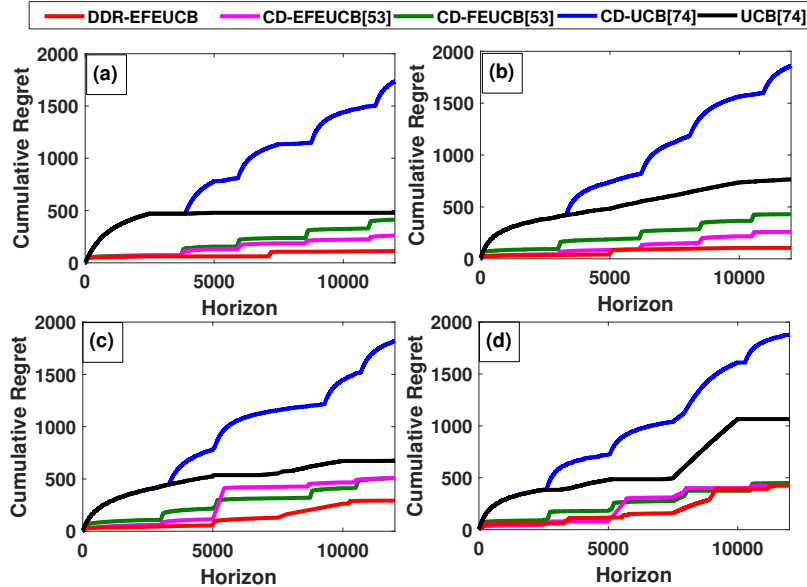 DDR-EFEUCB CD-EFEUCB[53] CD-FEUCB[53] CD-UCB[74] UCB[74]
(a)
Cumulative Regret
2000
1500
1000
500
0
0 5000 10000
Horizon
(b)
Cumulative Regret
2000
1500
1000
500
0
0 5000 10000
Horizon
(c)
Cumulative Regret
2000
1500
1000
500
0
0 5000 10000
Horizon
(d)
Cumulative Regret
2000
1500
1000
500
0
0 5000 10000
Horizon